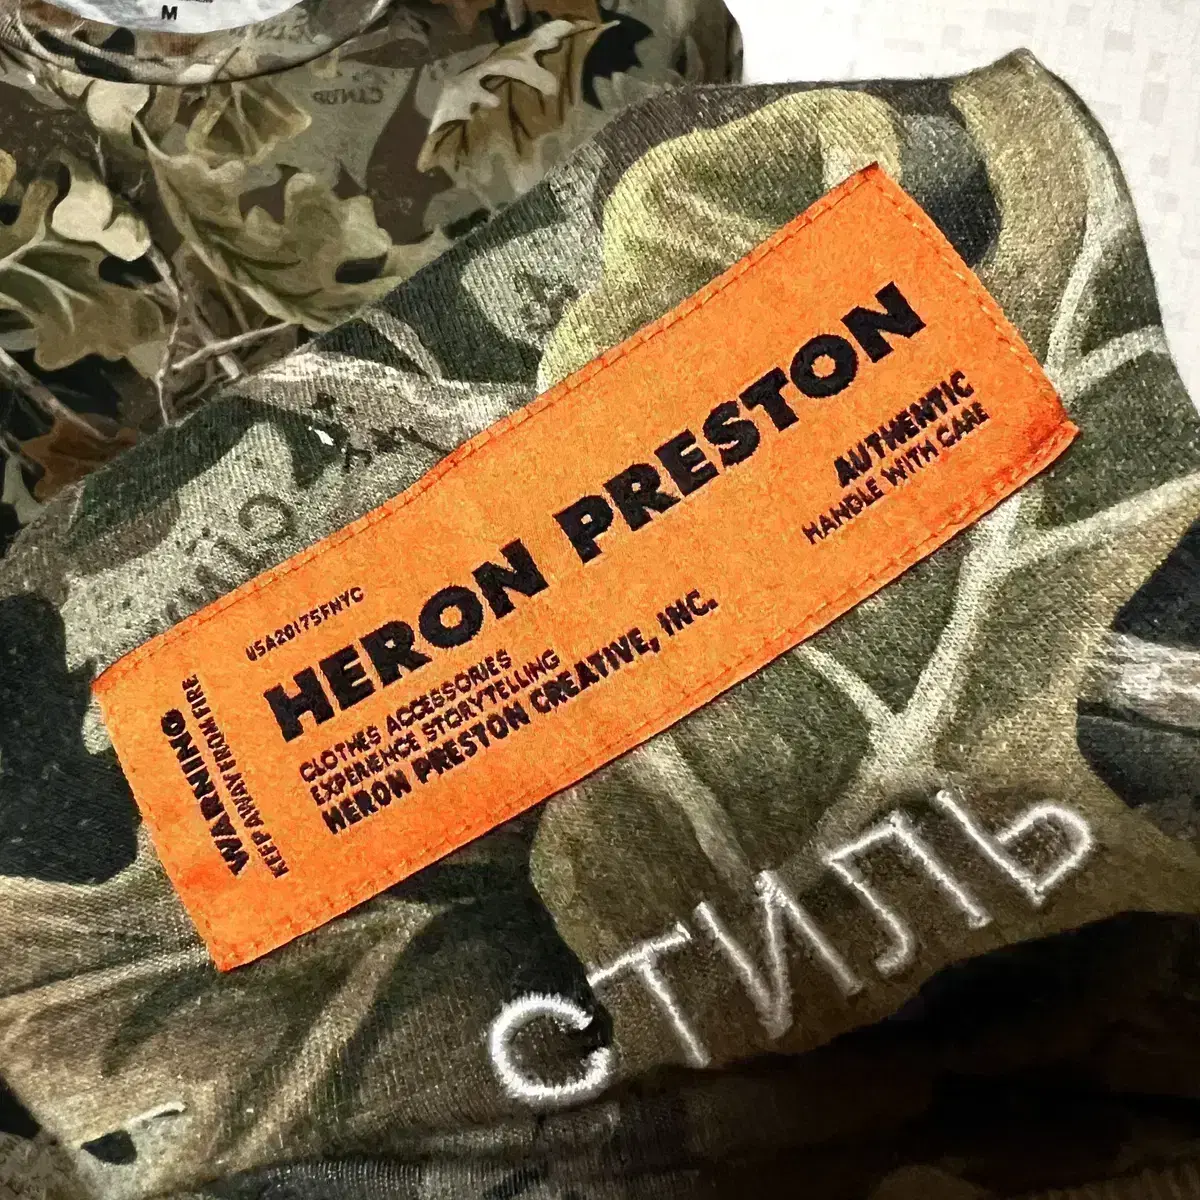 M
USA20175FNYC
HERON PRESTON
CLOTHES ACCESSORIES
EXPERIENCE STORYTELLING
HERON PRESTON CREATIVE, INC.
AUTHENTIC
HANDLE WITH CARE
WARNING
KEEP AWAY FROM FIRE
СТИЛЬ